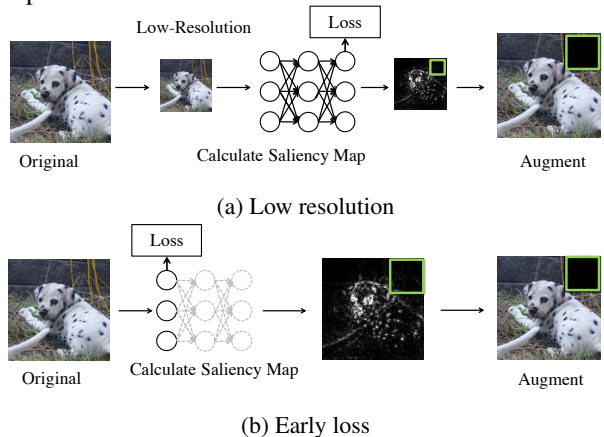 Loss
Low-Resolution
Original
Calculate Saliency Map
Augment
(a) Low resolution
Loss
Original
Calculate Saliency Map
Augment
(b) Early loss